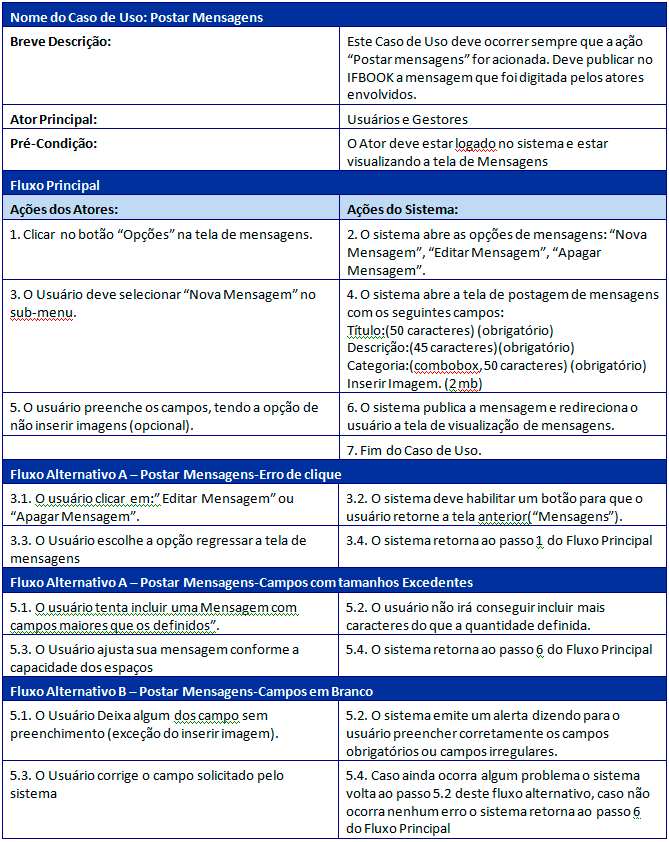 Nome do Caso de Uso: Postar Mensagens
Breve Descrição:
Este Caso de Uso deve ocorrer sempre que a ação
“Postar mensagens” for acionada. Deve publicar no
IFBOOK a mensagem que foi digitada pelos atores
envolvidos.
Ator Principal:
Usuários e Gestores
Pré-Condição:
O Ator deve estar logado no sistema e estar
visualizando a tela de Mensagens
Fluxo Principal
Ações dos Atores:
Ações do Sistema:
1. Clicar no botão “Opções” na tela de mensagens.
2. O sistema abre as opções de mensagens: “Nova
Mensagem”, “Editar Mensagem”, “Apagar
Mensagem”.
3. O Usuário deve selecionar “Nova Mensagem” no
sub-menu.
4. O sistema abre a tela de postagem de mensagens
com os seguintes campos:
Título:(50 caracteres) (obrigatório)
Descrição:(45 caracteres)(obrigatório)
Categoria:(combobox,50 caracteres) (obrigatório)
Inserir Imagem. (2 mb)
5. O usuário preenche os campos, tendo a opção de
não inserir imagens (opcional).
6. O sistema publica a mensagem e redireciona o
usuário a tela de visualização de mensagens.
7. Fim do Caso de Uso.
Fluxo Alternativo A – Postar Mensagens-Erro de clique
3.1. O usuário clicar em:” Editar Mensagem” ou
“Apagar Mensagem”.
3.2. O sistema deve habilitar um botão para que o
usuário retorne a tela anterior(“Mensagens”).
3.3. O Usuário escolhe a opção regressar a tela de
mensagens
3.4. O sistema retorna ao passo 1 do Fluxo Principal
Fluxo Alternativo A – Postar Mensagens-Campos com tamanhos Excedentes
5.1. O usuário tenta incluir uma Mensagem com
campos maiores que os definidos”.
5.2. O usuário não irá conseguir incluir mais
caracteres do que a quantidade definida.
5.3. O Usuário ajusta sua mensagem conforme a
capacidade dos espaços
5.4. O sistema retorna ao passo 6 do Fluxo Principal
Fluxo Alternativo B – Postar Mensagens-Campos em Branco
5.1. O Usuário Deixa algum dos campo sem
preenchimento (exceção do inserir imagem).
5.2. O sistema emite um alerta dizendo para o
usuário preencher corretamente os campos
obrigatórios ou campos irregulares.
5.3. O Usuário corrige o campo solicitado pelo
sistema
5.4. Caso ainda ocorra algum problema o sistema
volta ao passo 5.2 deste fluxo alternativo, caso não
ocorra nenhum erro o sistema retorna ao passo 6
do Fluxo Principal